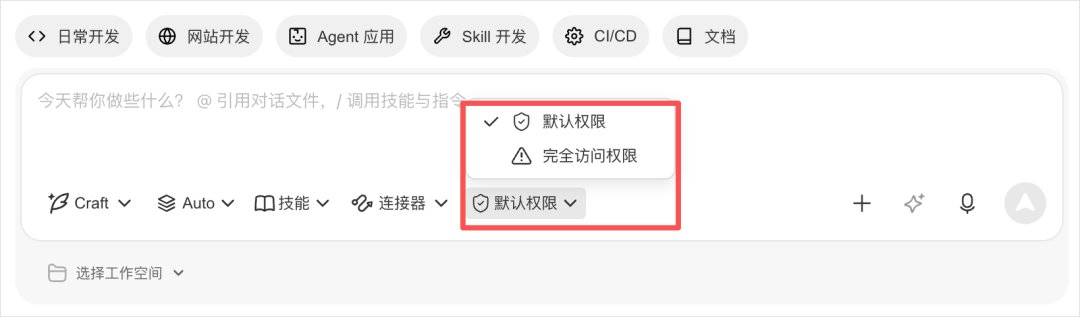 日常开发 网站开发 Agent 应用 Skill 开发 CI/CD 文档
今天帮你做些什么? @ 引用对话文件, / 调用技能与指令
默认权限
完全访问权限
Craft Auto 技能 连接器 默认权限
选择工作空间